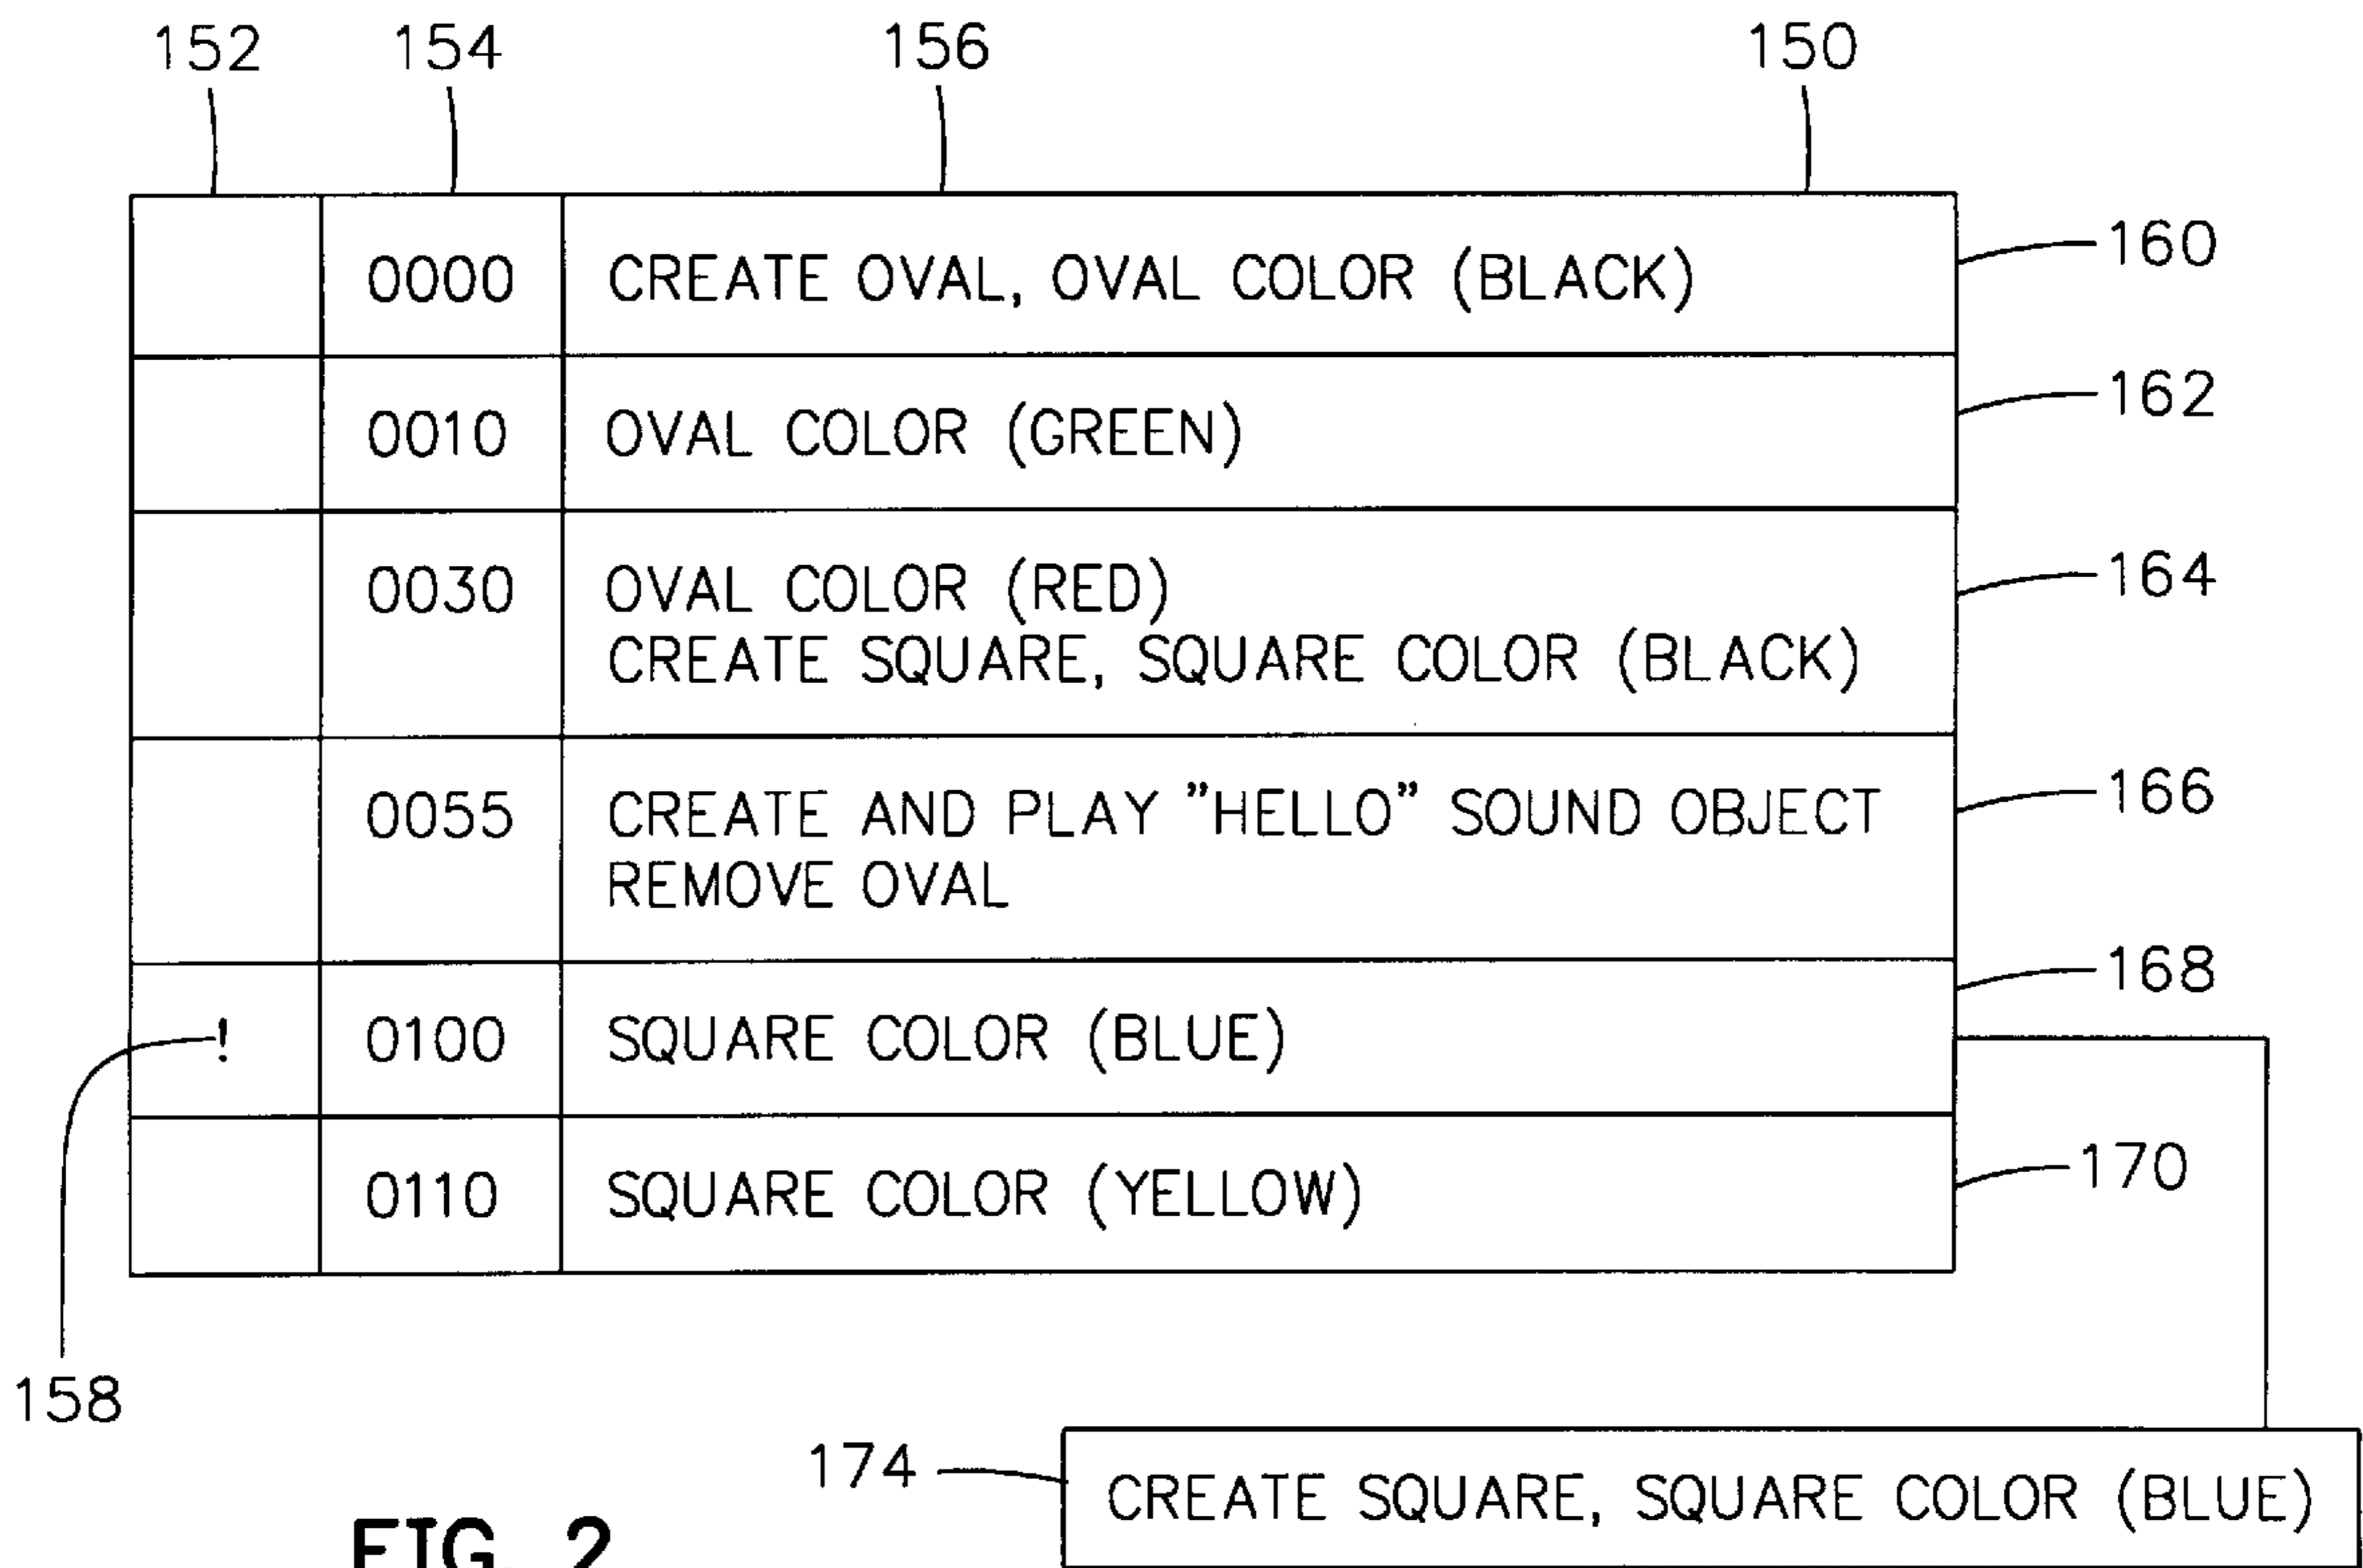 152 154 156 150
0000 CREATE OVAL, OVAL COLOR (BLACK) 160
0010 OVAL COLOR (GREEN) 162
0030 OVAL COLOR (RED) 164
CREATE SQUARE, SQUARE COLOR (BLACK)
0055 CREATE AND PLAY "HELLO" SOUND OBJECT 166
REMOVE OVAL
168
! 0100 SQUARE COLOR (BLUE)
0110 SQUARE COLOR (YELLOW) 170
158
174 CREATE SQUARE, SQUARE COLOR (BLUE)
FIG. 2